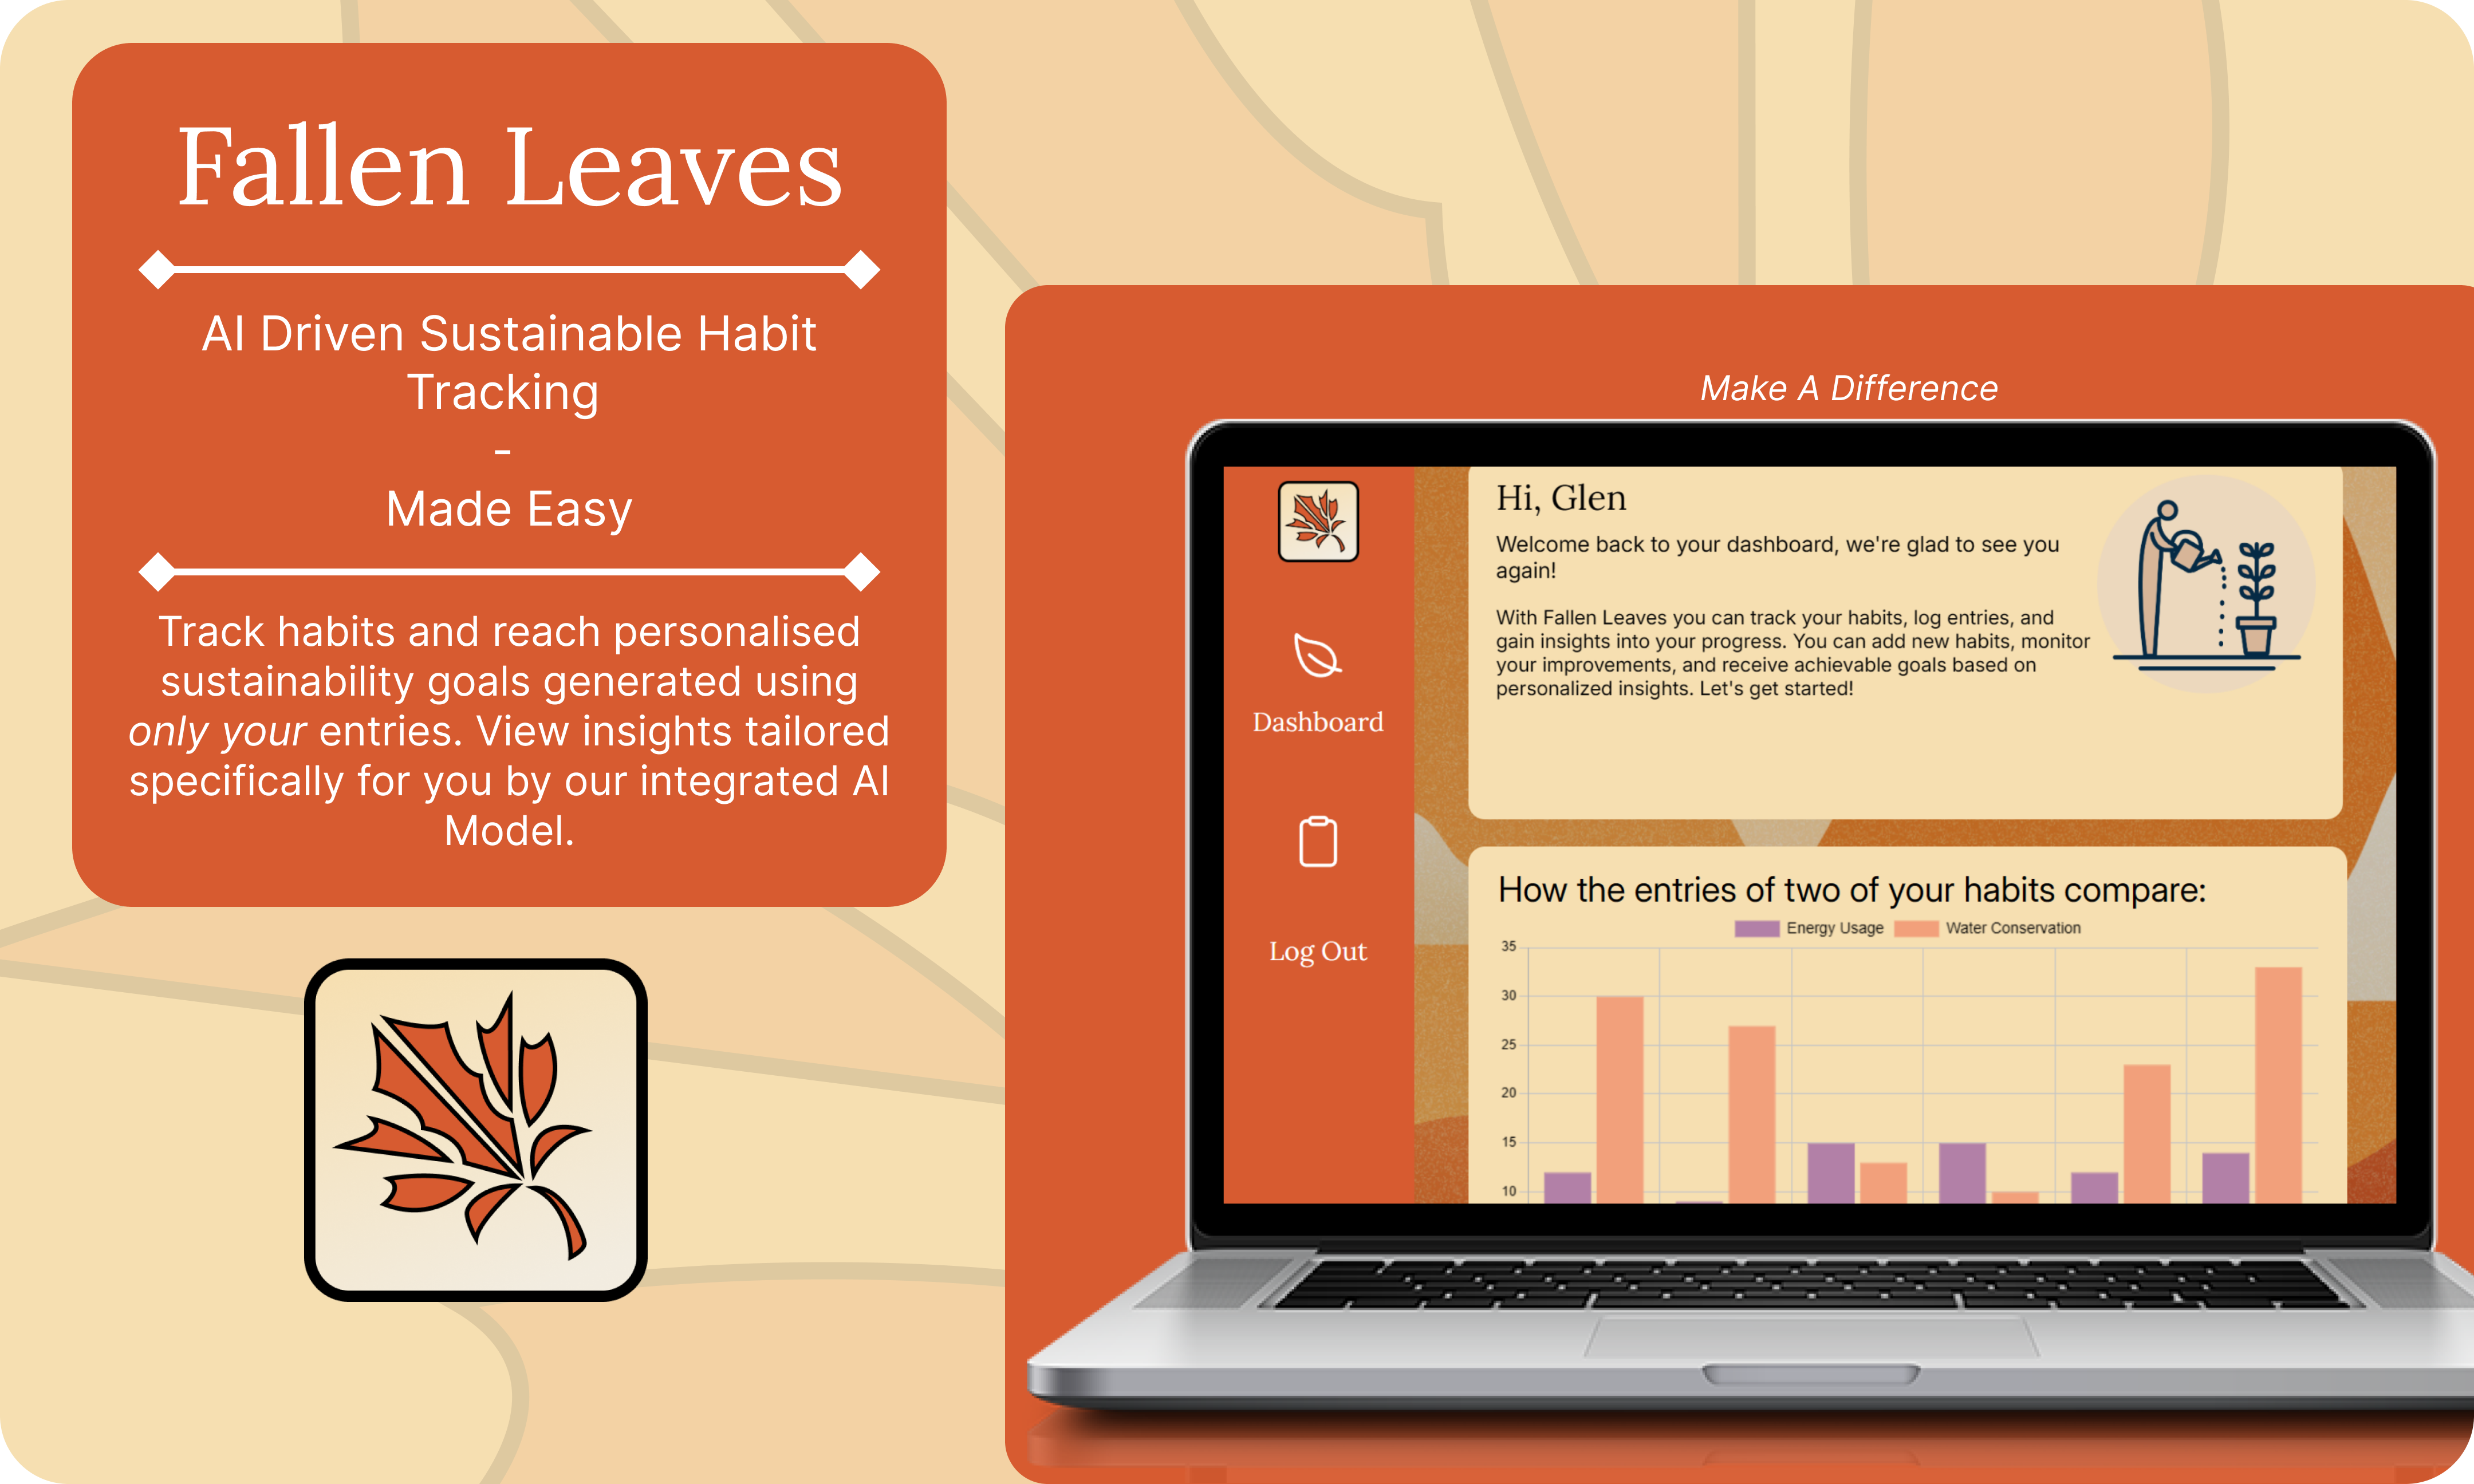 Fallen Leaves
AI Driven Sustainable Habit
Tracking
-
Made Easy
Track habits and reach personalised
sustainability goals generated using
only your entries. View insights tailored
specifically for you by our integrated AI
Model.
Make A Difference
Dashboard
Log Out
Hi, Glen
Welcome back to your dashboard, we're glad to see you
again!
With Fallen Leaves you can track your habits, log entries, and
gain insights into your progress. You can add new habits, monitor
your improvements, and receive achievable goals based on
personalized insights. Let's get started!
How the entries of two of your habits compare:
Energy Usage Water Conservation
35
30
25
20
15
10